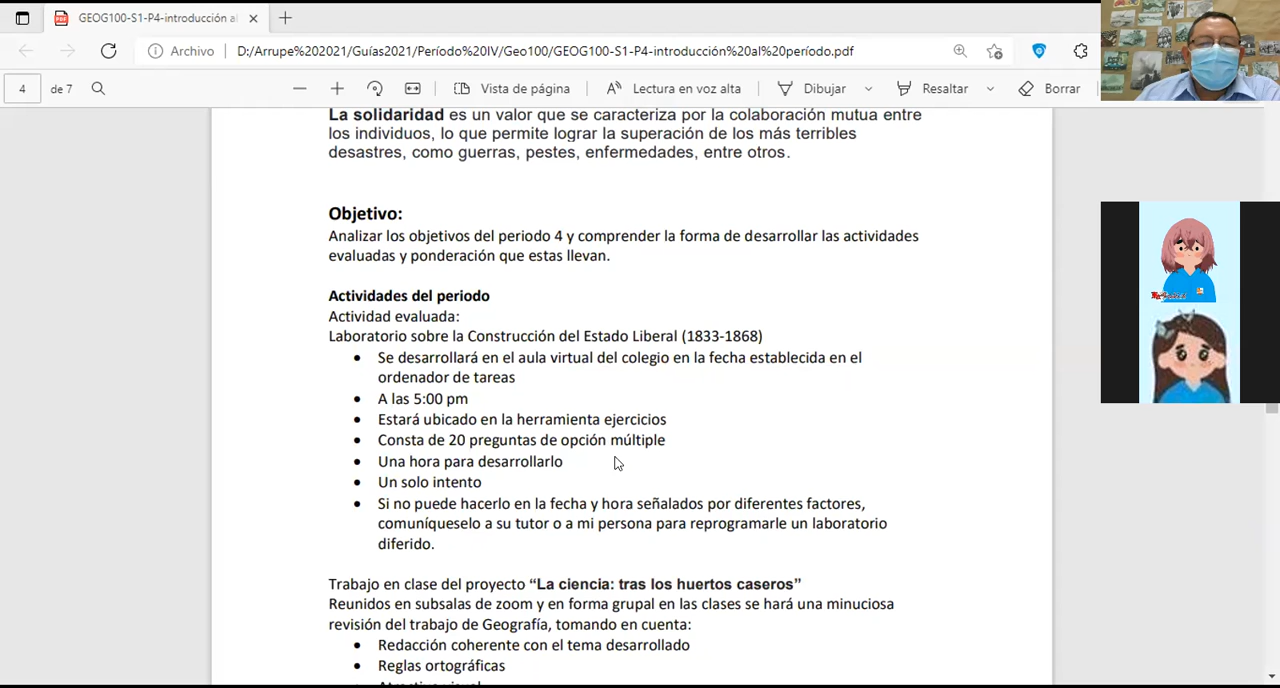 GEOG100-S1-P4-introducción al
Archivo
D:/Arrupe%202021/Guías2021/Período%20IV/Geo100/GEOG100-S1-P4-introducción%20al%20período.pdf
4
de 7
Vista de página
Lectura en voz alta
Dibujar
Resaltar
Borrar
La solidaridad es un valor que se caracteriza por la colaboración mutua entre
los individuos, lo que permite lograr la superación de los más terribles
desastres, como guerras, pestes, enfermedades, entre otros.
Objetivo:
Analizar los objetivos del periodo 4 y comprender la forma de desarrollar las actividades
evaluadas y ponderación que estas llevan.
Actividades del periodo
Actividad evaluada:
Laboratorio sobre la Construcción del Estado Liberal (1833-1868)
• Se desarrollará en el aula virtual del colegio en la fecha establecida en el
ordenador de tareas
• A las 5:00 pm
• Estará ubicado en la herramienta ejercicios
• Consta de 20 preguntas de opción múltiple
• Una hora para desarrollarlo
• Un solo intento
• Si no puede hacerlo en la fecha y hora señalados por diferentes factores,
comuníqueselo a su tutor o a mi persona para reprogramarle un laboratorio
diferido.
Trabajo en clase del proyecto “La ciencia: tras los huertos caseros”
Reunidos en subsalas de zoom y en forma grupal en las clases se hará una minuciosa
revisión del trabajo de Geografía, tomando en cuenta:
• Redacción coherente con el tema desarrollado
• Reglas ortográficas